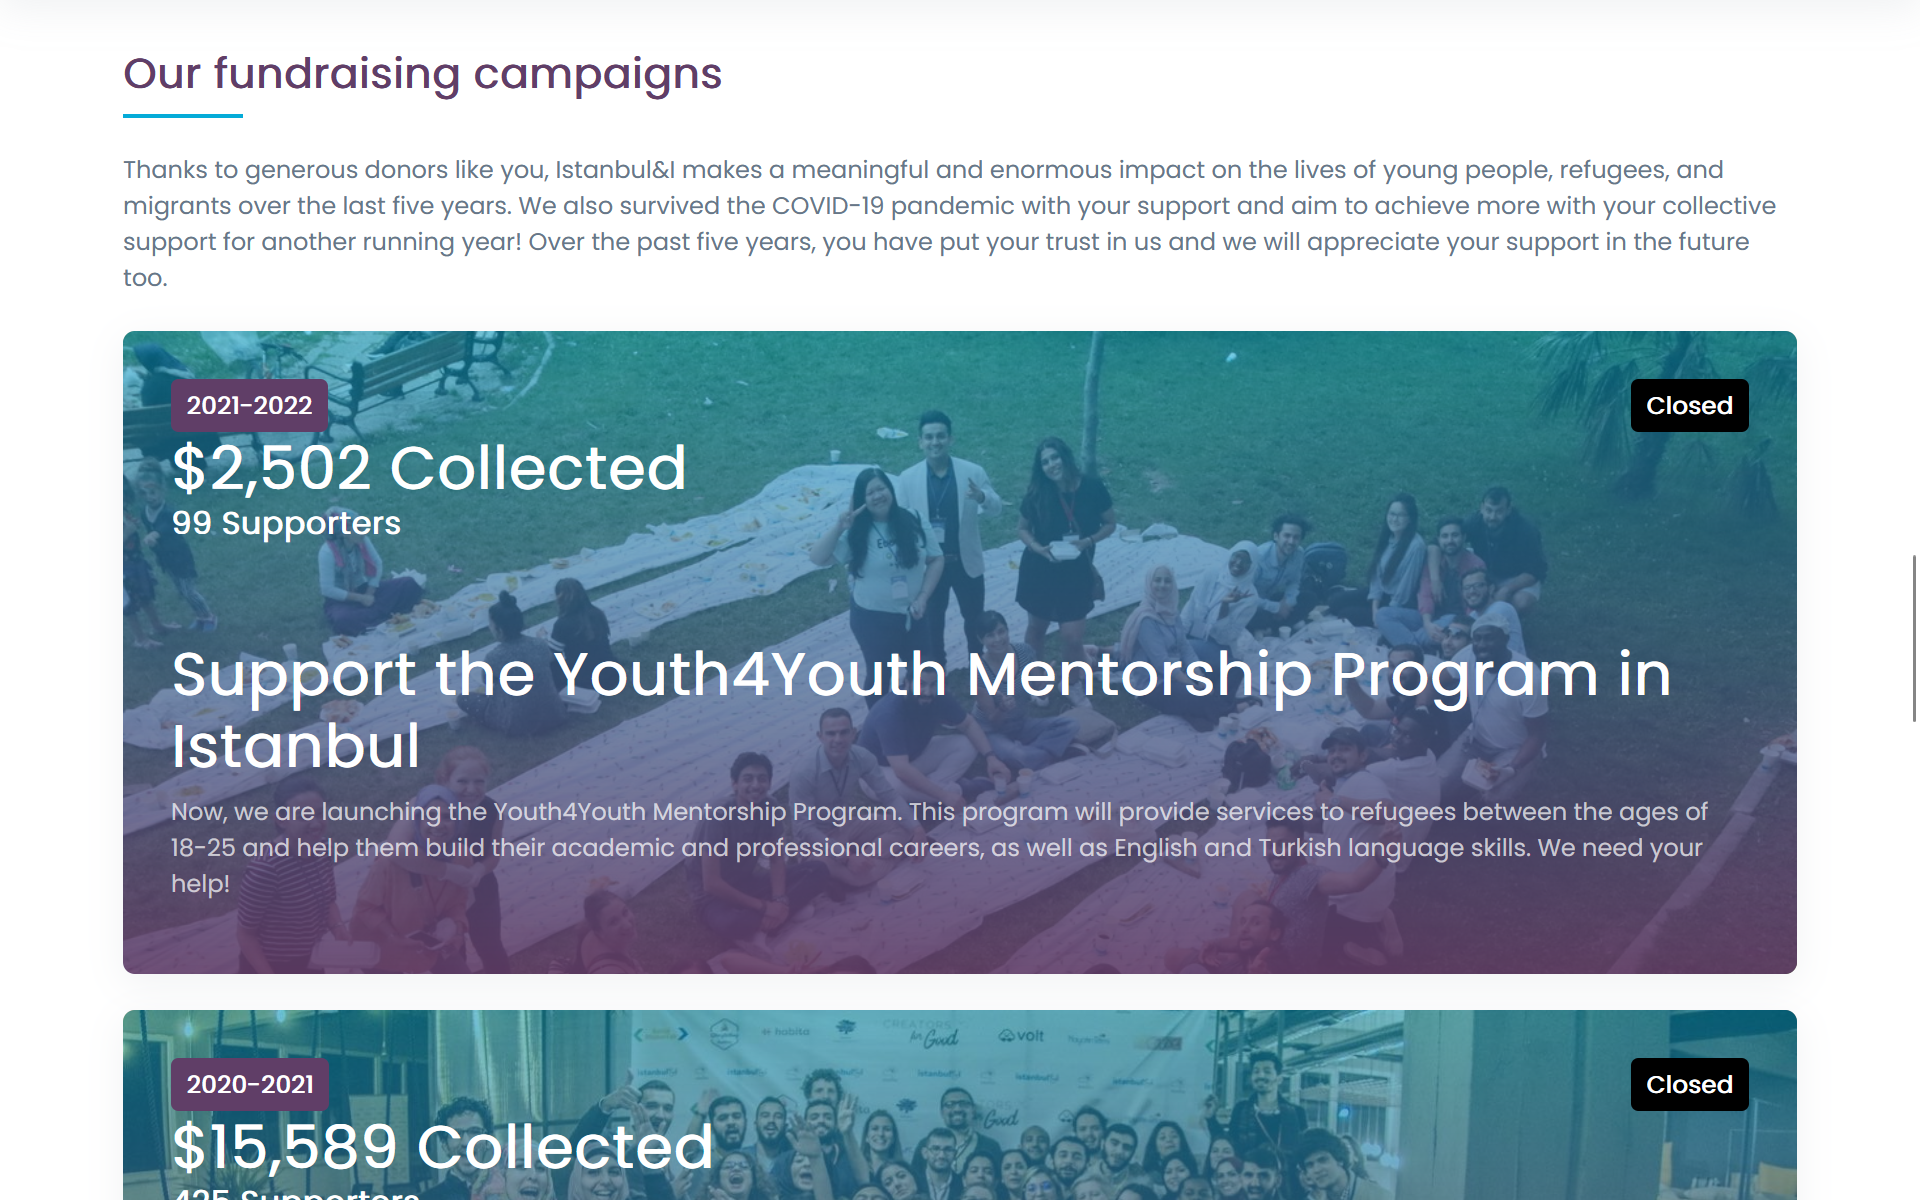 Our fundraising campaigns
Thanks to generous donors like you, Istanbul&I makes a meaningful and enormous impact on the lives of young people, refugees, and
migrants over the last five years. We also survived the COVID-19 pandemic with your support and aim to achieve more with your collective
support for another running year! Over the past five years, you have put your trust in us and we will appreciate your support in the future
too.
2021-2022
Closed
$2,502 Collected
99 Supporters
Support the Youth4Youth Mentorship Program in
Istanbul
Now, we are launching the Youth4Youth Mentorship Program. This program will provide services to refugees between the ages of
18-25 and help them build their academic and professional careers, as well as English and Turkish language skills. We need your
help!
habita
CREATORS
for Good
volt
2020-2021
Closed
$15,589 Collected
425 Supporters